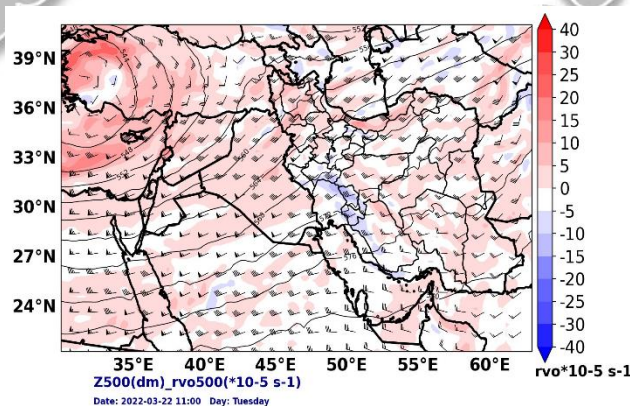 39°N
36°N
33°N
30°N
27°N
24°N
35°E 40°E 45°E 50°E 55°E 60°E
40
30
25
20
15
10
5
0
-5
-10
-15
-20
-25
-30
-40
rvo*10-5 s-1
Z500(dm)_rvo500(*10-5 s-1)
Date: 2022-03-22 11:00 Day: Tuesday